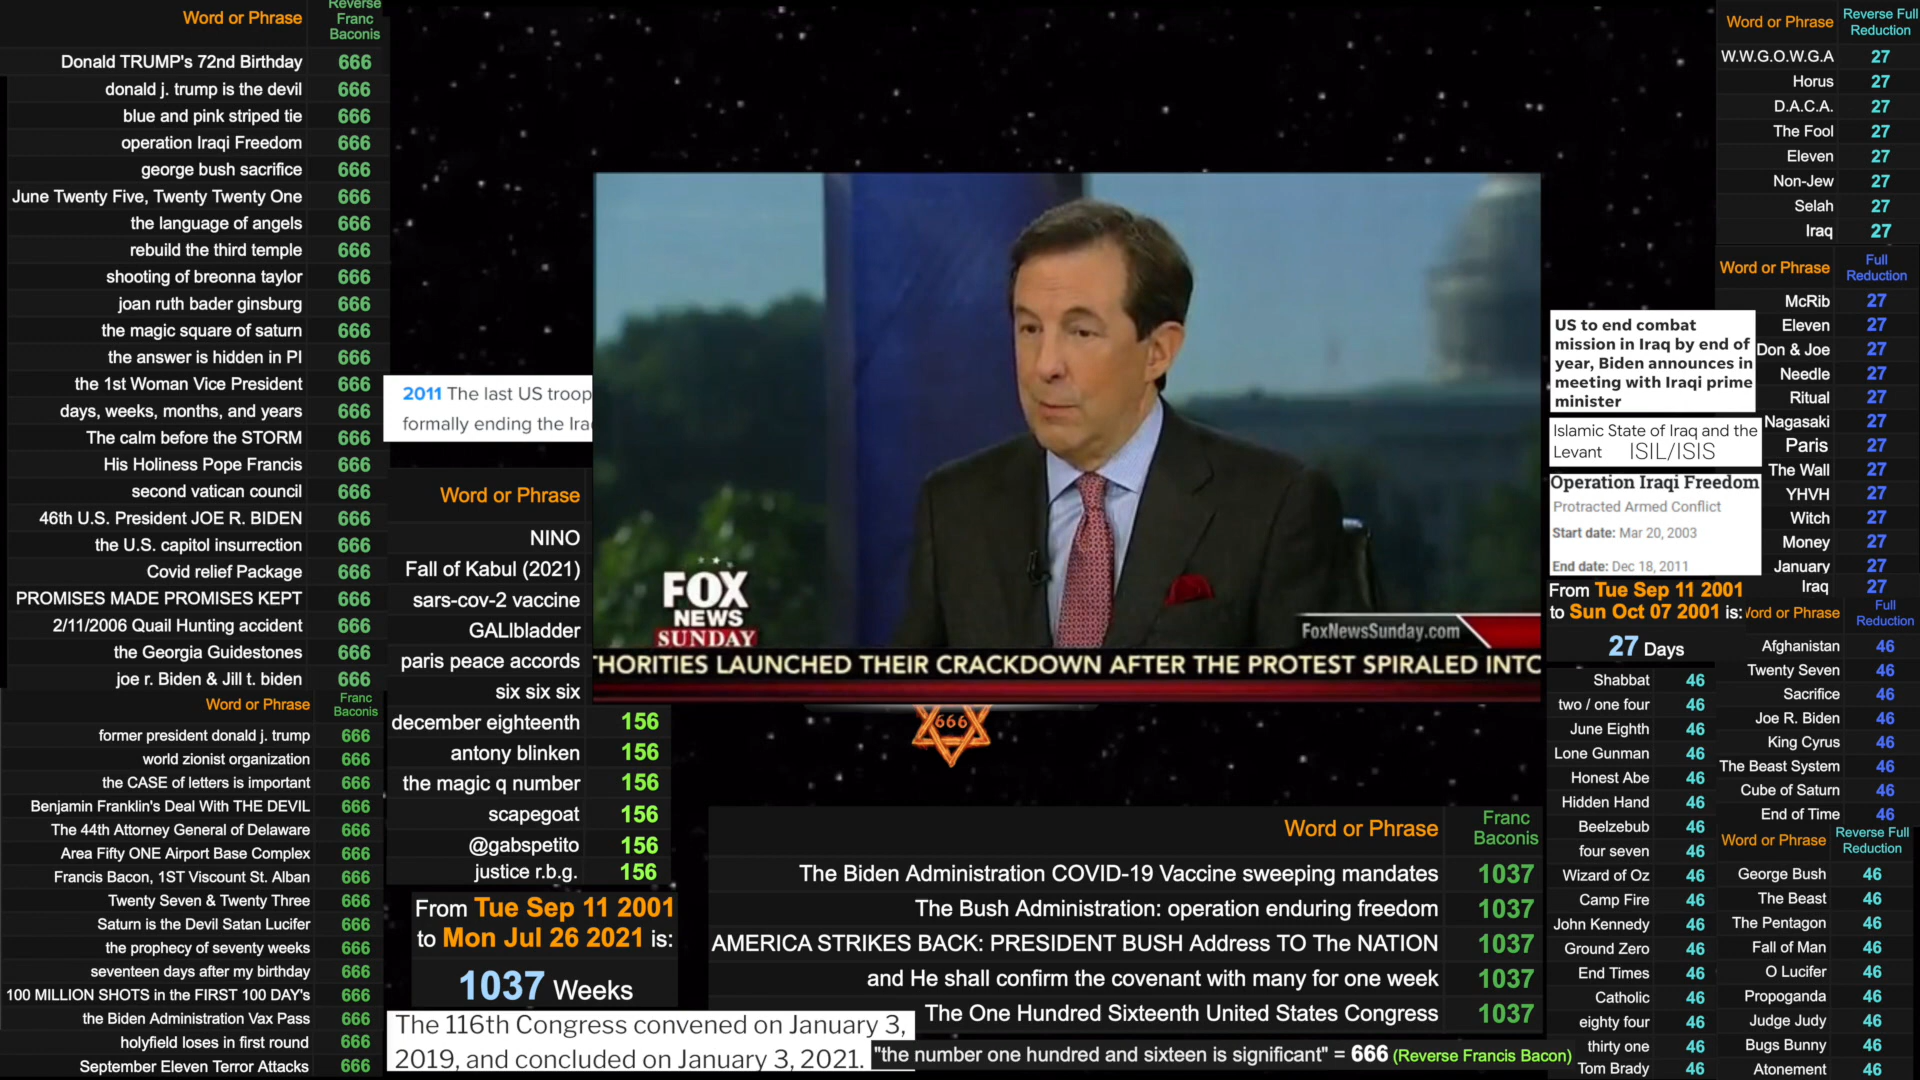 Word or Phrase Reverse Franc Baconis
Donald TRUMP's 72nd Birthday 666
donald j. trump is the devil 666
blue and pink striped tie 666
operation Iraqi Freedom 666
george bush sacrifice 666
June Twenty Five, Twenty Twenty One 666
the language of angels 666
rebuild the third temple 666
shooting of breonna taylor 666
joan ruth bader ginsburg 666
the magic square of saturn 666
the answer is hidden in PI 666
the 1st Woman Vice President 666
days, weeks, months, and years 666
The calm before the STORM 666
His Holiness Pope Francis 666
second vatican council 666
46th U.S. President JOE R. BIDEN 666
the U.S. capitol insurrection 666
Covid relief Package 666
PROMISES MADE PROMISES KEPT 666
2/11/2006 Quail Hunting accident 666
the Georgia Guidestones 666
joe r. Biden & Jill t. biden 666
Word or Phrase Franc Baconis
former president donald j. trump 666
world zionist organization 666
the CASE of letters is important 666
Benjamin Franklin's Deal With THE DEVIL 666
The 44th Attorney General of Delaware 666
Area Fifty ONE Airport Base Complex 666
Francis Bacon, 1ST Viscount St. Alban 666
Twenty Seven & Twenty Three 666
Saturn is the Devil Satan Lucifer 666
the prophecy of seventy weeks 666
seventeen days after my birthday 666
100 MILLION SHOTS in the FIRST 100 DAY's 666
the Biden Administration Vax Pass 666
holyfield loses in first round 666
September Eleven Terror Attacks 666
2011 The last US troop
formally ending the Ira
Word or Phrase
NINO
Fall of Kabul (2021)
sars-cov-2 vaccine
GALlbladder
paris peace accords
six six six
december eighteenth 156
antony blinken 156
the magic q number 156
scapegoat 156
@gabspetito 156
justice r.b.g. 156
From Tue Sep 11 2001
to Mon Jul 26 2021 is:
1037 Weeks
The 116th Congress convened on January 3,
2019, and concluded on January 3, 2021.
FOX
NEWS
SUNDAY
FoxNewsSunday.com
THORITIES LAUNCHED THEIR CRACKDOWN AFTER THE PROTEST SPIRALED INTO
666
Word or Phrase Franc Baconis
The Biden Administration COVID-19 Vaccine sweeping mandates 1037
The Bush Administration: operation enduring freedom 1037
AMERICA STRIKES BACK: PRESIDENT BUSH Address TO The NATION 1037
and He shall confirm the covenant with many for one week 1037
The One Hundred Sixteenth United States Congress 1037
"the number one hundred and sixteen is significant" = 666 (Reverse Francis Bacon)
US to end combat
mission in Iraq by end of
year, Biden announces in
meeting with Iraqi prime
minister
Islamic State of Iraq and the
Levant ISIL/ISIS
Operation Iraqi Freedom
Protracted Armed Conflict
Start date: Mar 20, 2003
End date: Dec 18, 2011
From Tue Sep 11 2001
to Sun Oct 07 2001 is:
27 Days
Shabbat 46
two / one four 46
June Eighth 46
Lone Gunman 46
Honest Abe 46
Hidden Hand 46
Beelzebub 46
four seven 46
Wizard of Oz 46
Camp Fire 46
John Kennedy 46
Ground Zero 46
End Times 46
Catholic 46
eighty four 46
thirty one 46
Tom Brady 46
Word or Phrase Reverse Full Reduction
W.W.G.O.W.G.A 27
Horus 27
D.A.C.A. 27
The Fool 27
Eleven 27
Non-Jew 27
Selah 27
Iraq 27
Word or Phrase Full Reduction
McRib 27
Eleven 27
Don & Joe 27
Needle 27
Ritual 27
Nagasaki 27
Paris 27
The Wall 27
YHVH 27
Witch 27
Money 27
January 27
Iraq 27
Word or Phrase Full Reduction
Afghanistan 46
Twenty Seven 46
Sacrifice 46
Joe R. Biden 46
King Cyrus 46
The Beast System 46
Cube of Saturn 46
End of Time 46
Word or Phrase Reverse Full Reduction
George Bush 46
The Beast 46
The Pentagon 46
Fall of Man 46
O Lucifer 46
Propoganda 46
Judge Judy 46
Bugs Bunny 46
Atonement 46